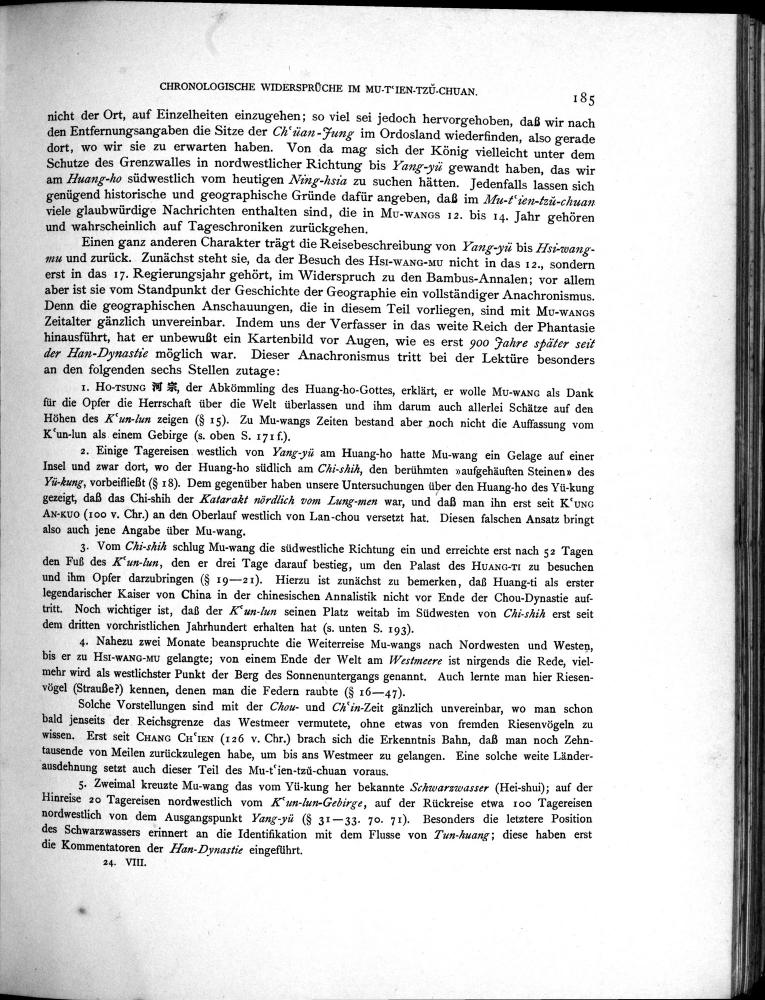 CHRONOLOGISCHE WIDERSPRÜCHE IM MU-TʿIEN-TZŬ-CHUAN.
185
nicht der Ort, auf Einzelheiten einzugehen; so viel sei jedoch hervorgehoben, daß wir nach
den Entfernungsangaben die Sitze der Chʿüan-Jung im Ordosland wiederfinden, also gerade
dort, wo wir sie zu erwarten haben. Von da mag sich der König vielleicht unter dem
Schutze des Grenzwalles in nordwestlicher Richtung bis Yang-yü gewandt haben, das wir
am Huang-ho südwestlich vom heutigen Ning-hsia zu suchen hätten. Jedenfalls lassen sich
genügend historische und geographische Gründe dafür angeben, daß im Mu-tʿien-tzŭ-chuan
viele glaubwürdige Nachrichten enthalten sind, die in MU-WANGS 12. bis 14. Jahr gehören
und wahrscheinlich auf Tageschroniken zurückgehen.
Einen ganz anderen Charakter trägt die Reisebeschreibung von Yang-yü bis Hsi-wang-
mu und zurück. Zunächst steht sie, da der Besuch des HSI-WANG-MU nicht in das 12., sondern
erst in das 17. Regierungsjahr gehört, im Widerspruch zu den Bambus-Annalen; vor allem
aber ist sie vom Standpunkt der Geschichte der Geographie ein vollständiger Anachronismus.
Denn die geographischen Anschauungen, die in diesem Teil vorliegen, sind mit MU-WANGS
Zeitalter gänzlich unvereinbar. Indem uns der Verfasser in das weite Reich der Phantasie
hinausführt, hat er unbewußt ein Kartenbild vor Augen, wie es erst 900 Jahre später seit
der Han-Dynastie möglich war. Dieser Anachronismus tritt bei der Lektüre besonders
an den folgenden sechs Stellen zutage:
1. HO-TSUNG 河宗, der Abkömmling des Huang-ho-Gottes, erklärt, er wolle MU-WANG als Dank
für die Opfer die Herrschaft über die Welt überlassen und ihm darum auch allerlei Schätze auf den
Höhen des Kʿun-lun zeigen (§ 15). Zu Mu-wangs Zeiten bestand aber noch nicht die Auffassung vom
Kʿun-lun als einem Gebirge (s. oben S. 171 f.).
2. Einige Tagereisen westlich von Yang-yü am Huang-ho hatte Mu-wang ein Gelage auf einer
Insel und zwar dort, wo der Huang-ho südlich am Chi-shih, den berühmten »aufgehäuften Steinen» des
Yü-kung, vorbeifließt (§ 18). Dem gegenüber haben unsere Untersuchungen über den Huang-ho des Yü-kung
gezeigt, daß das Chi-shih der Katarakt nördlich vom Lung-men war, und daß man ihn erst seit KʿUNG
AN-KUO (100 v. Chr.) an den Oberlauf westlich von Lan-chou versetzt hat. Diesen falschen Ansatz bringt
also auch jene Angabe über Mu-wang.
3. Vom Chi-shih schlug Mu-wang die südwestliche Richtung ein und erreichte erst nach 52 Tagen
den Fuß des Kʿun-lun, den er drei Tage darauf bestieg, um den Palast des HUANG-TI zu besuchen
und ihm Opfer darzubringen (§ 19—21). Hierzu ist zunächst zu bemerken, daß Huang-ti als erster
legendarischer Kaiser von China in der chinesischen Annalistik nicht vor Ende der Chou-Dynastie auf-
tritt. Noch wichtiger ist, daß der Kʿun-lun seinen Platz weitab im Südwesten von Chi-shih erst seit
dem dritten vorchristlichen Jahrhundert erhalten hat (s. unten S. 193).
4. Nahezu zwei Monate beanspruchte die Weiterreise Mu-wangs nach Nordwesten und Westen,
bis er zu HSI-WANG-MU gelangte; von einem Ende der Welt am Westmeere ist nirgends die Rede, viel-
mehr wird als westlichster Punkt der Berg des Sonnenuntergangs genannt. Auch lernte man hier Riesen-
vögel (Strauße?) kennen, denen man die Federn raubte (§ 16—47).
Solche Vorstellungen sind mit der Chou- und Chʿin-Zeit gänzlich unvereinbar, wo man schon
bald jenseits der Reichsgrenze das Westmeer vermutete, ohne etwas von fremden Riesenvögeln zu
wissen. Erst seit CHANG CHʿIEN (126 v. Chr.) brach sich die Erkenntnis Bahn, daß man noch Zehn-
tausende von Meilen zurückzulegen habe, um bis ans Westmeer zu gelangen. Eine solche weite Länder-
ausdehnung setzt auch dieser Teil des Mu-tʿien-tzŭ-chuan voraus.
5. Zweimal kreuzte Mu-wang das vom Yü-kung her bekannte Schwarzwasser (Hei-shui); auf der
Hinreise 20 Tagereisen nordwestlich vom Kʿun-lun-Gebirge, auf der Rückreise etwa 100 Tagereisen
nordwestlich von dem Ausgangspunkt Yang-yü (§ 31—33. 70. 71). Besonders die letztere Position
des Schwarzwassers erinnert an die Identifikation mit dem Flusse von Tun-huang; diese haben erst
die Kommentatoren der Han-Dynastie eingeführt.
24. VIII.